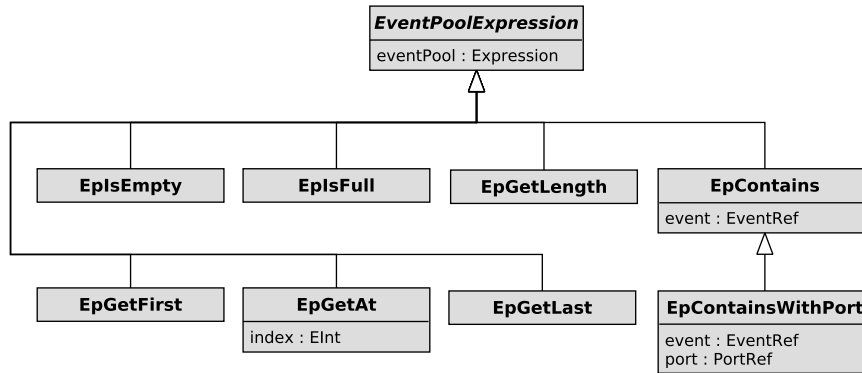 EventPoolExpression
eventPool : Expression
EpIsEmpty
EpIsFull
EpGetLength
EpContains
event : EventRef
EpGetFirst
EpGetAt
index : EInt
EpGetLast
EpContainsWithPort
event : EventRef
port : PortRef